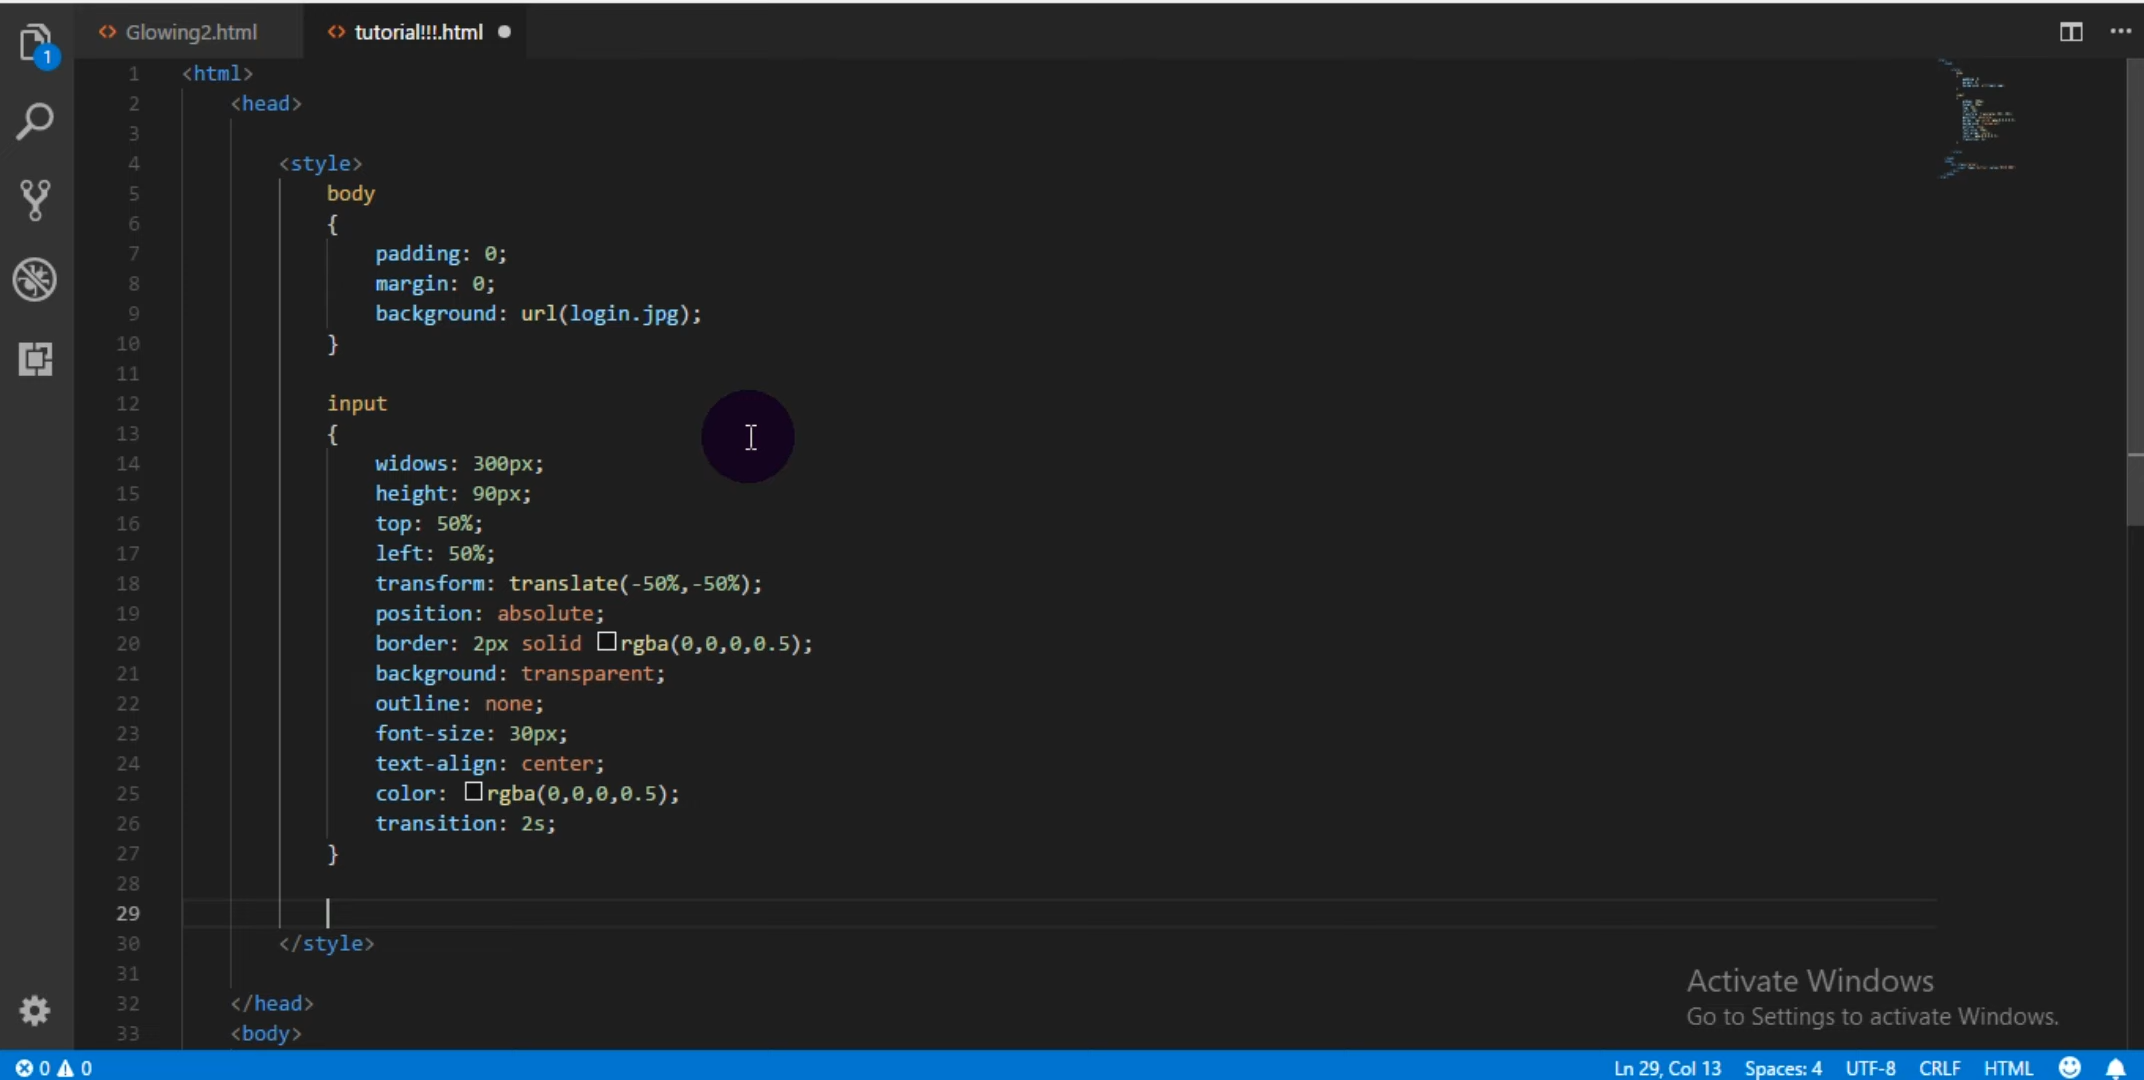 1
Glowing2.html
tutorial!!!.html
1 <html>
2 <head>
3
4 <style>
5 body
6 {
7 padding: 0;
8 margin: 0;
9 background: url(login.jpg);
10 }
11
12 input
13 {
14 widows: 300px;
15 height: 90px;
16 top: 50%;
17 left: 50%;
18 transform: translate(-50%,-50%);
19 position: absolute;
20 border: 2px solid rgba(0,0,0,0.5);
21 background: transparent;
22 outline: none;
23 font-size: 30px;
24 text-align: center;
25 color: rgba(0,0,0,0.5);
26 transition: 2s;
27 }
28
29
30 </style>
31
32 </head>
33 <body>
Activate Windows
Go to Settings to activate Windows.
0 0 Ln 29, Col 13 Spaces: 4 UTF-8 CRLF HTML